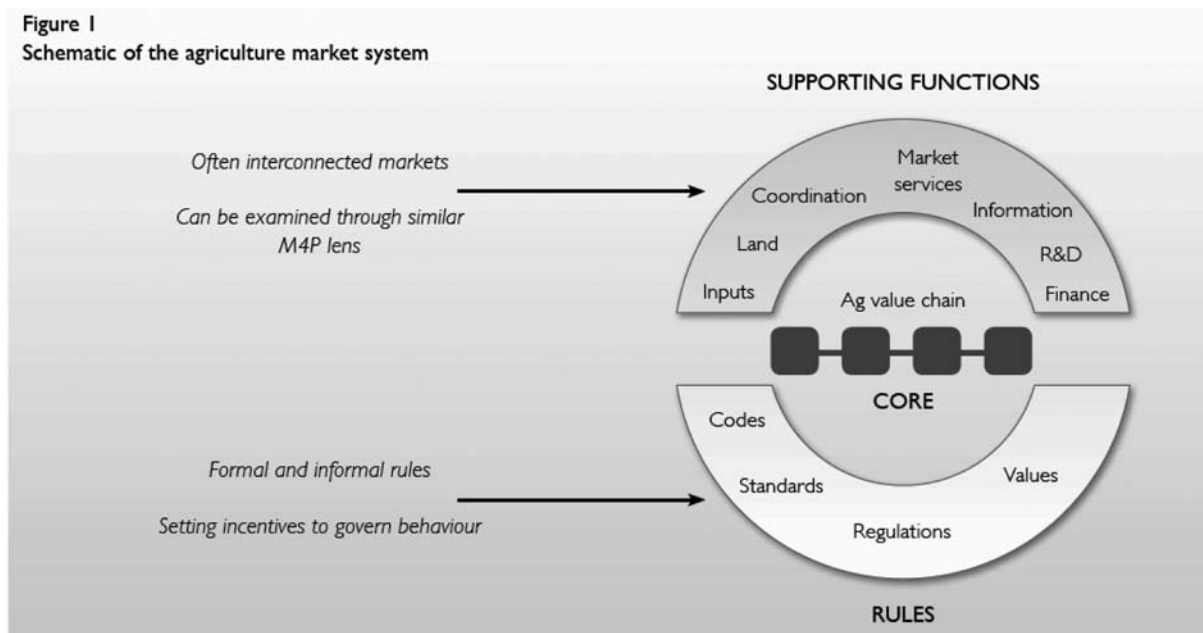 Figure 1
Schematic of the agriculture market system
SUPPORTING FUNCTIONS
Often interconnected markets
Can be examined through similar
M4P lens
Market
services
Coordination
Information
Land
R&D
Inputs
Finance
Ag value chain
CORE
Codes
Values
Standards
Regulations
Formal and informal rules
Setting incentives to govern behaviour
RULES